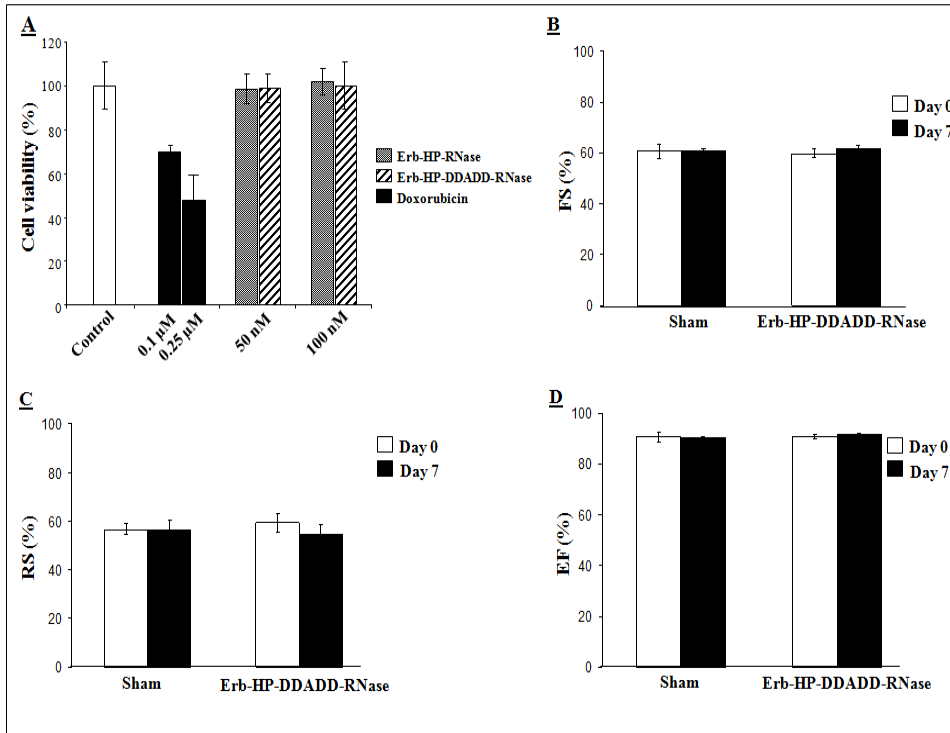 A
120
100
80
60
40
20
0
Cell viability (%)
Control
0.1 µM
0.25 µM
50 nM
100 nM
Erb-HP-RNase
Erb-HP-DDADD-RNase
Doxorubicin
B
100
80
60
40
20
0
FS (%)
Sham
Erb-HP-DDADD-RNase
Day 0
Day 7
C
100
80
60
40
20
0
RS (%)
Sham
Erb-HP-DDADD-RNase
Day 0
Day 7
D
100
80
60
40
20
0
EF (%)
Sham
Erb-HP-DDADD-RNase
Day 0
Day 7